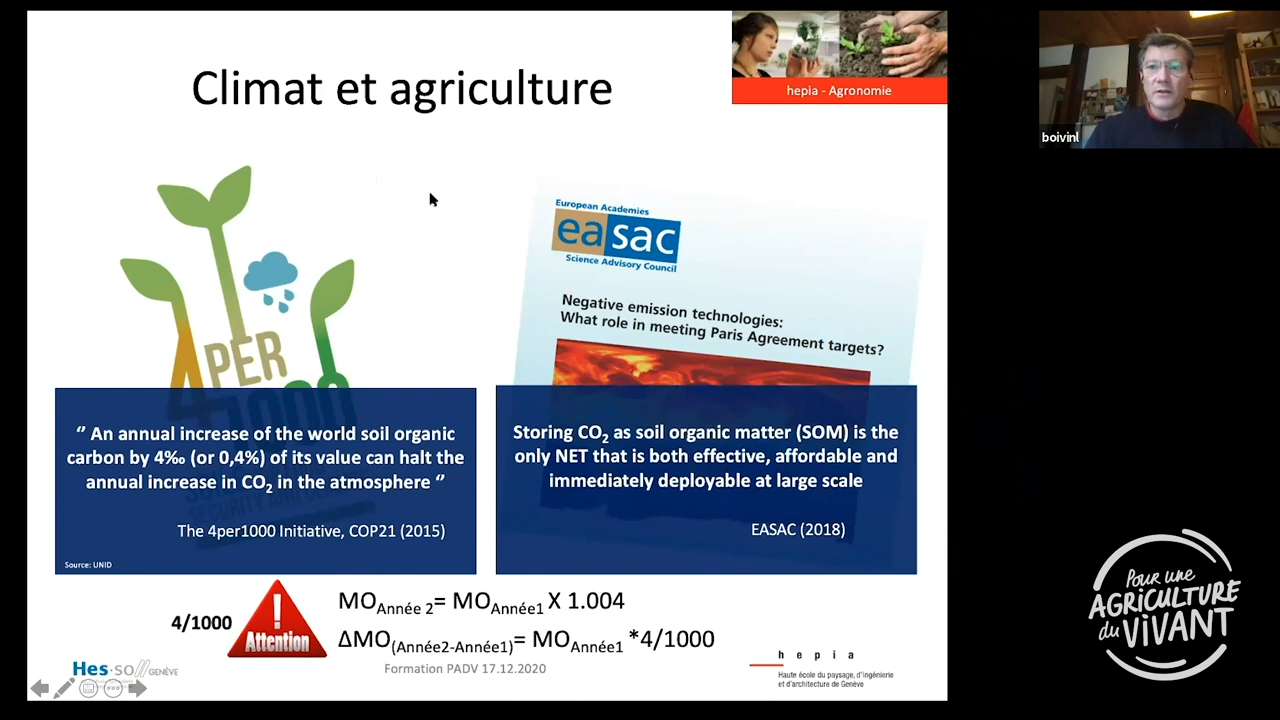 Climat et agriculture
hepia - Agronomie
boivinl
European Academies
easac
Science Advisory Council
Negative emission technologies:
What role in meeting Paris Agreement targets?
4 PER
1000
‘’ An annual increase of the world soil organic
carbon by 4‰ (or 0,4%) of its value can halt the
annual increase in CO2 in the atmosphere ‘’
The 4per1000 Initiative, COP21 (2015)
Source: UNID
Storing CO2 as soil organic matter (SOM) is the
only NET that is both effective, affordable and
immediately deployable at large scale
EASAC (2018)
4/1000
!
Attention
MOAnnée 2= MOAnnée1 X 1.004
ΔMO(Année2-Année1)= MOAnnée1 *4/1000
Hes·so// GENÈVE
Formation PADV 17.12.2020
h e p i a
Haute école du paysage, d'ingénierie
et d'architecture de Genève
Pour une
AGRICULTURE
du VIVANT